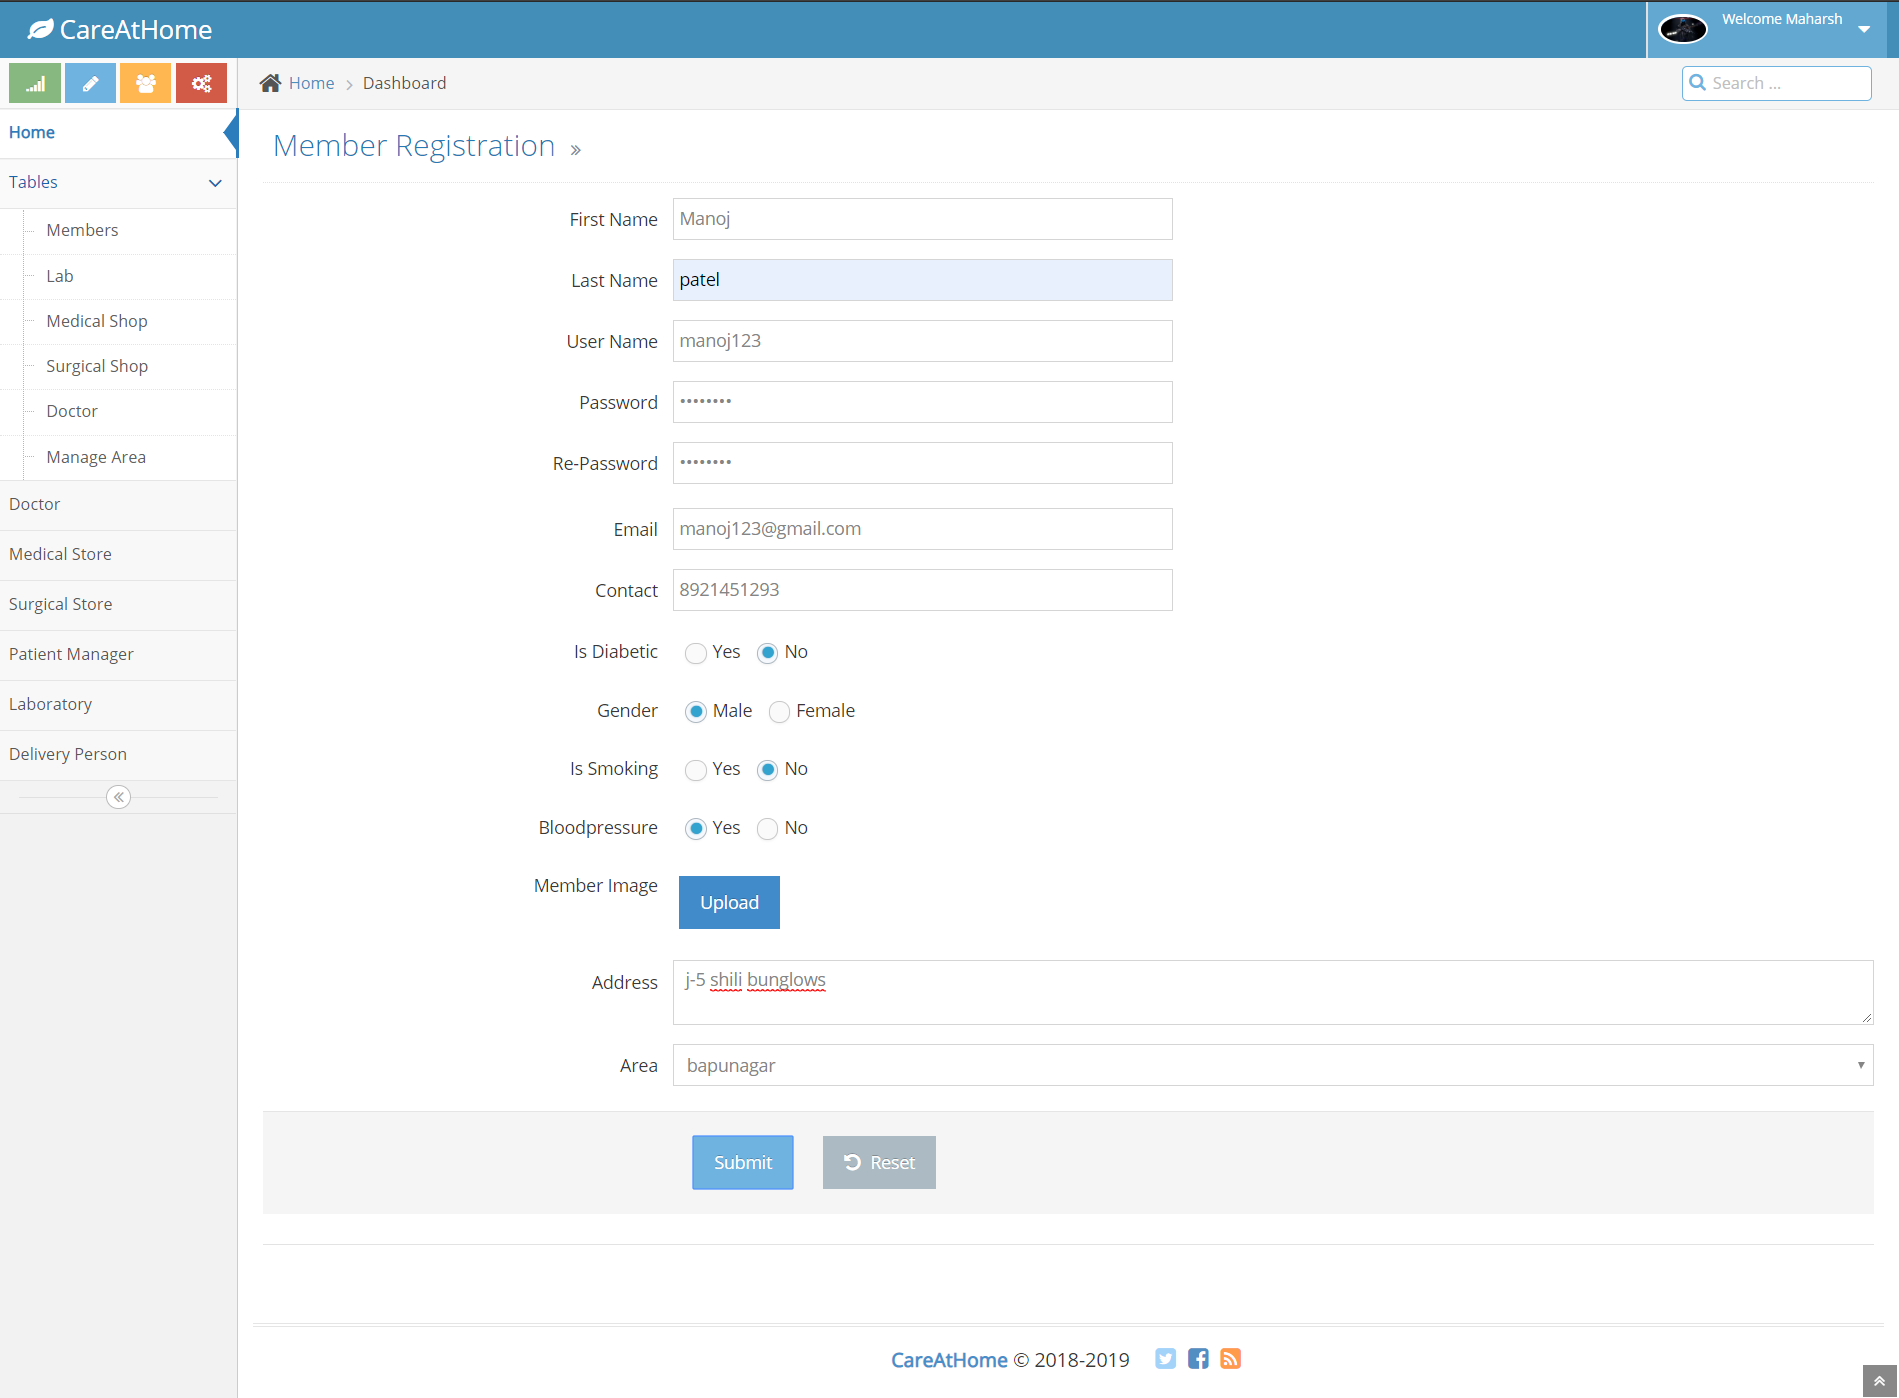 CareAtHome
Welcome Maharsh
Home
Dashboard
Search ...
Home
Tables
Members
Lab
Medical Shop
Surgical Shop
Doctor
Manage Area
Doctor
Medical Store
Surgical Store
Patient Manager
Laboratory
Delivery Person
Member Registration »
First Name Manoj
Last Name patel
User Name manoj123
Password ••••••••
Re-Password ••••••••
Email manoj123@gmail.com
Contact 8921451293
Is Diabetic Yes No
Gender Male Female
Is Smoking Yes No
Bloodpressure Yes No
Member Image Upload
Address j-5 shili bunglows
Area bapunagar
Submit Reset
CareAtHome © 2018-2019